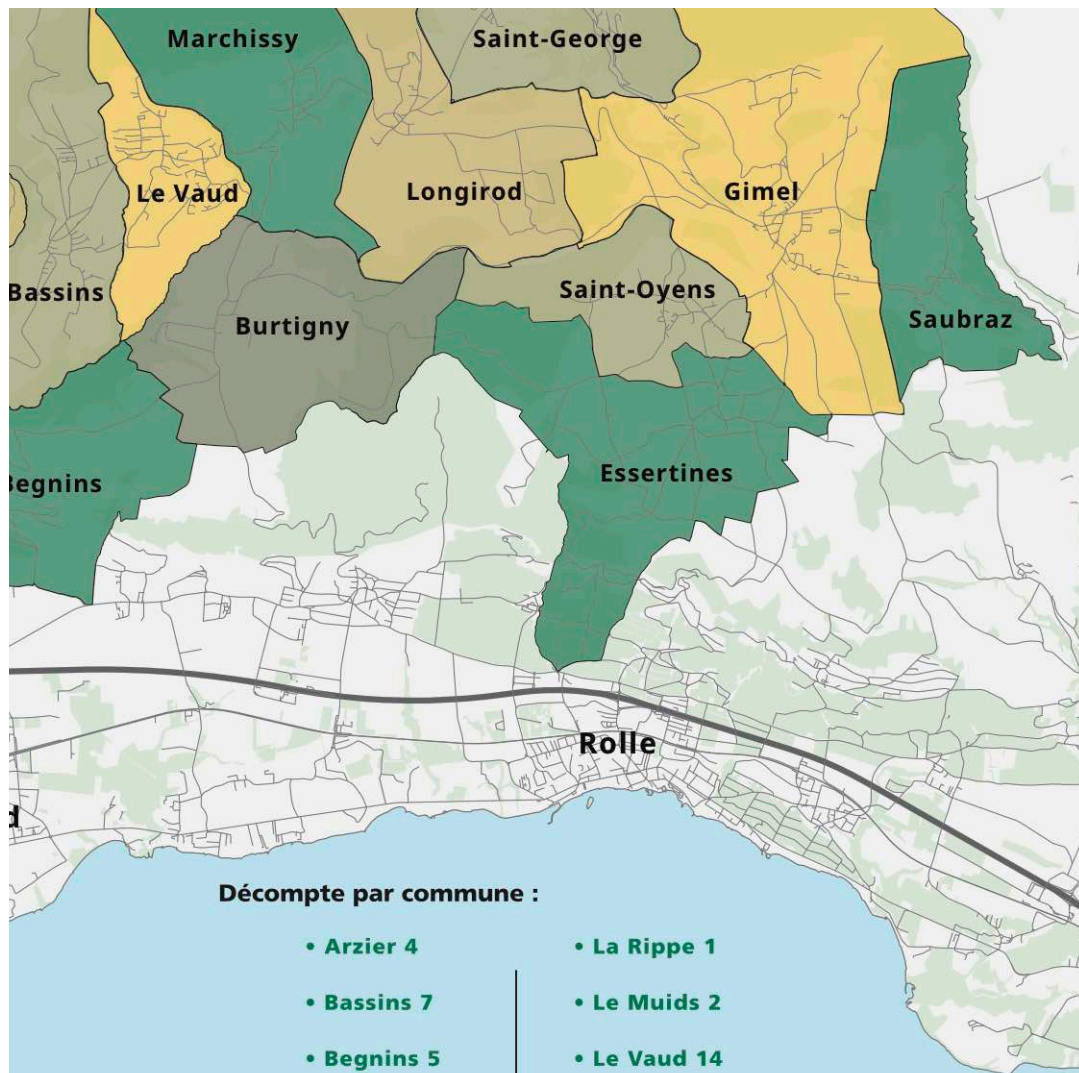 Marchissy
Saint-George
Le Vaud
Longirod
Gimel
Bassins
Saint-Oyens
Burtigny
Saubraz
Begnins
Essertines
Rolle
d
Décompte par commune :
• Arzier 4
• Bassins 7
• Begnins 5
• La Rippe 1
• Le Muids 2
• Le Vaud 14